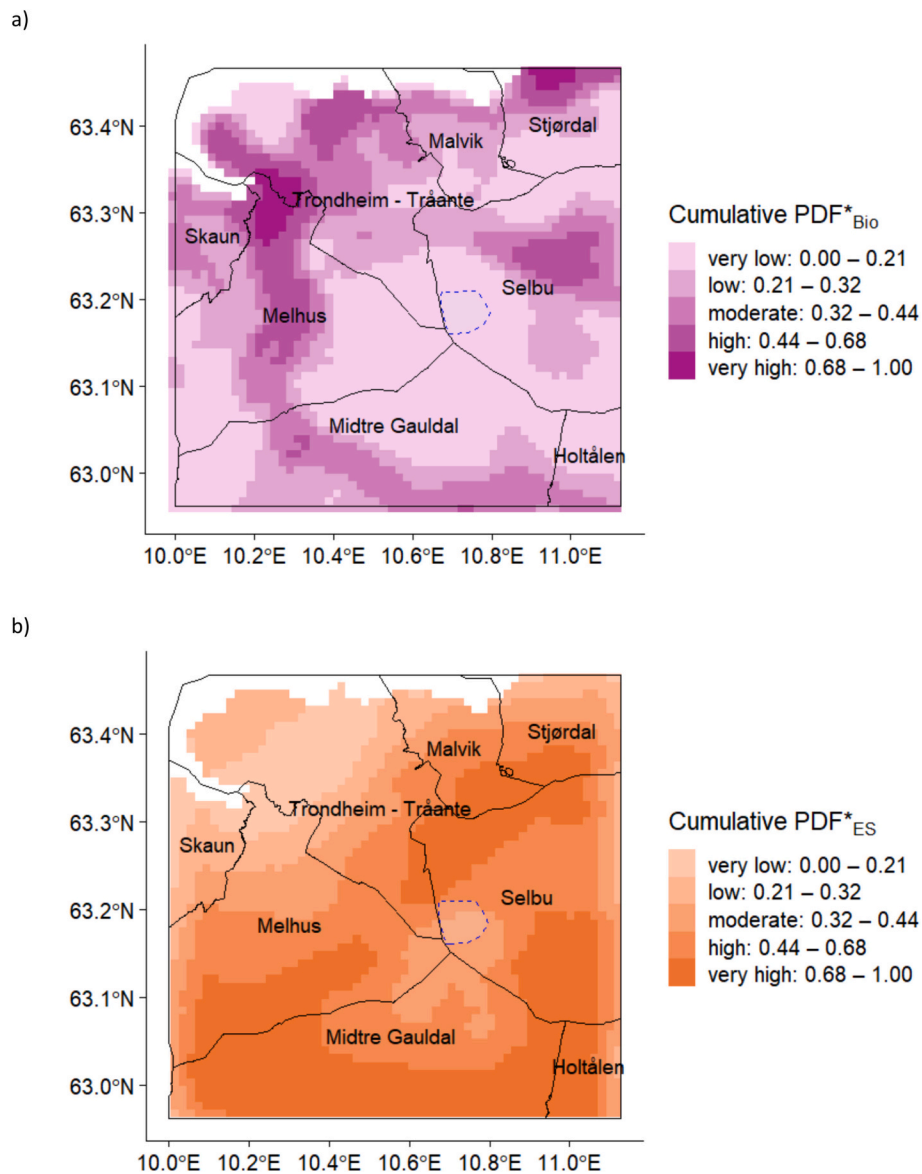 a)
63.4°N
63.3°N
63.2°N
63.1°N
63.0°N
Stjørdal
Malvik
Trondheim - Tråante
Skaun
Selbu
Melhus
Midtre Gauldal
Holtålen
10.0°E 10.2°E 10.4°E 10.6°E 10.8°E 11.0°E
Cumulative PDF*Bio
very low: 0.00 – 0.21
low: 0.21 – 0.32
moderate: 0.32 – 0.44
high: 0.44 – 0.68
very high: 0.68 – 1.00
b)
63.4°N
63.3°N
63.2°N
63.1°N
63.0°N
Stjørdal
Malvik
Trondheim - Tråante
Skaun
Selbu
Melhus
Midtre Gauldal
Holtålen
10.0°E 10.2°E 10.4°E 10.6°E 10.8°E 11.0°E
Cumulative PDF*ES
very low: 0.00 – 0.21
low: 0.21 – 0.32
moderate: 0.32 – 0.44
high: 0.44 – 0.68
very high: 0.68 – 1.00